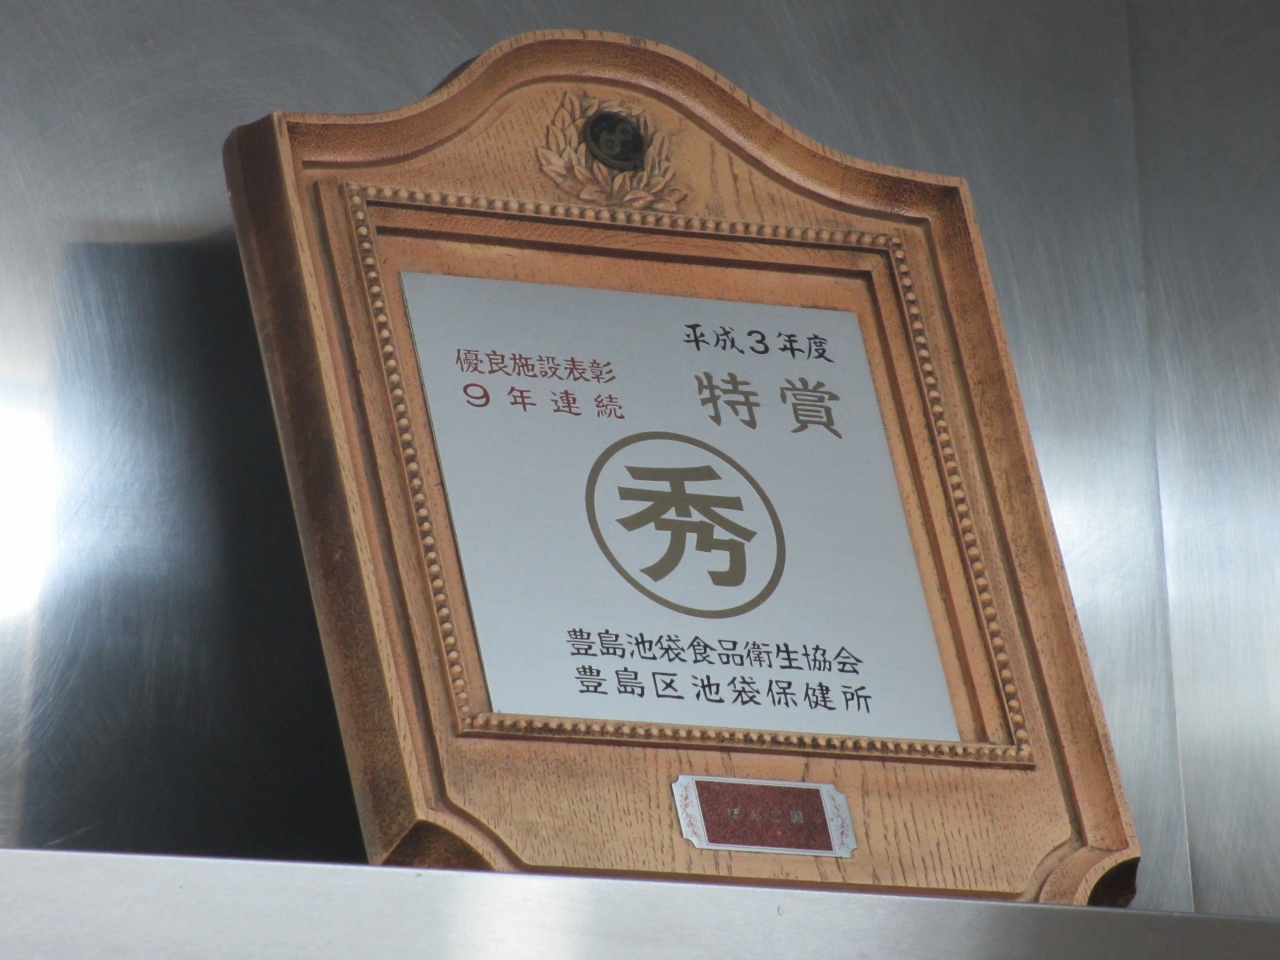 平成3年度
特賞
優良施設表彰
9年連続
秀
豊島池袋食品衛生協会
豊島区池袋保健所